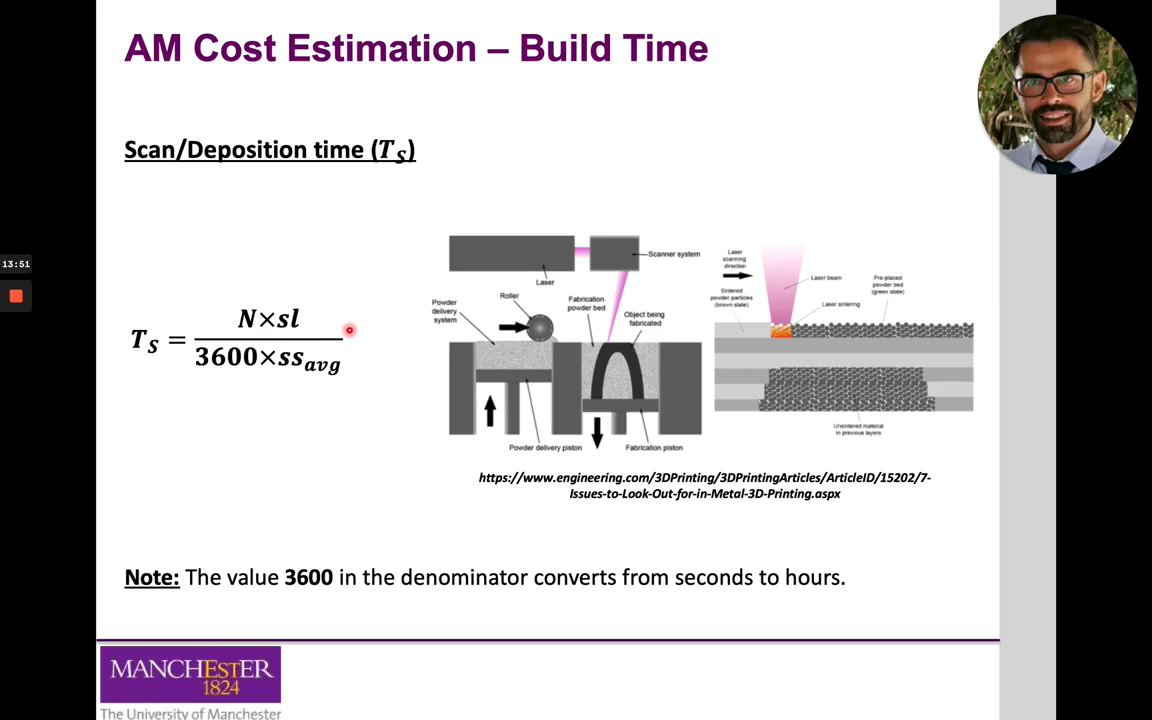 AM Cost Estimation – Build Time
Scan/Deposition time (T_S)
13:51
T_S = N×sl / 3600×ss_avg
Scanner system
Laser
Powder
delivery
system
Roller
Fabrication
powder bed
Object being
fabricated
Powder delivery piston
Fabrication piston
Laser
scanning
direction
Sintered
powder particles
(brown state)
Laser beam
Laser sintering
Pre-placed
powder bed
(green state)
Unsintered material
in previous layers
https://www.engineering.com/3DPrinting/3DPrintingArticles/ArticleID/15202/7-
Issues-to-Look-Out-for-in-Metal-3D-Printing.aspx
Note: The value 3600 in the denominator converts from seconds to hours.
MANCHESTER
1824
The University of Manchester